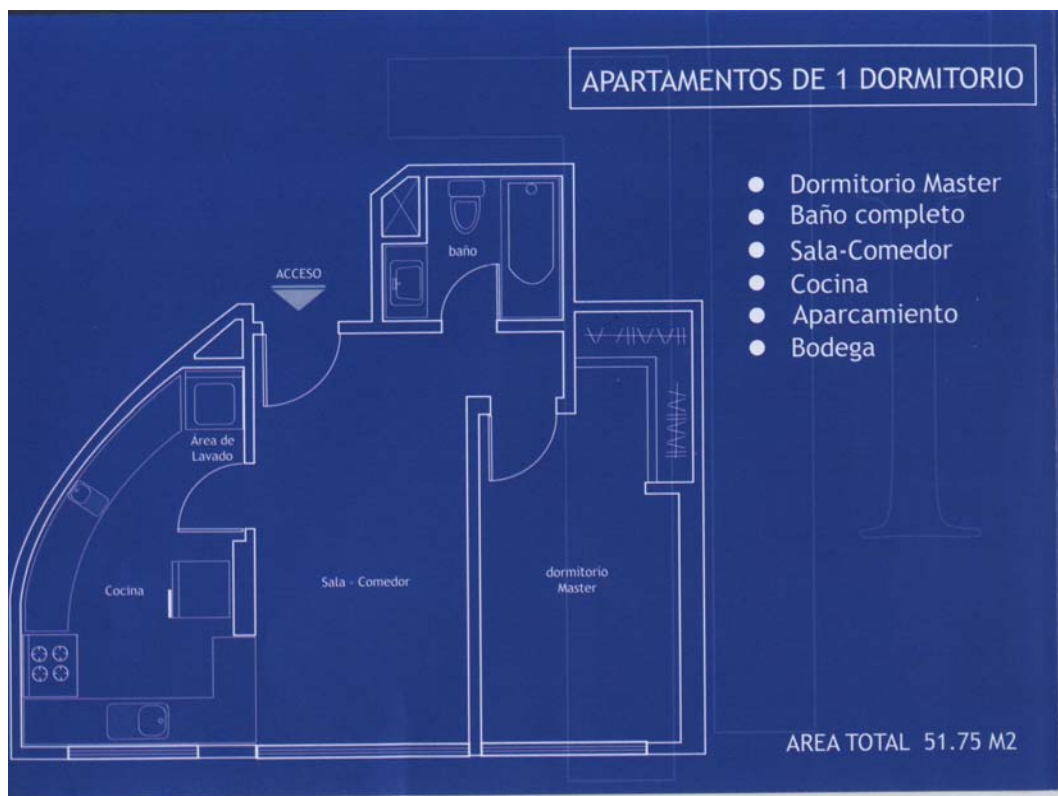 APARTAMENTOS DE 1 DORMITORIO
Dormitorio Master
Baño completo
Sala-Comedor
Cocina
Aparcamiento
Bodega
baño
ACCESO
Área de
Lavado
Cocina
Sala - Comedor
dormitorio
Master
AREA TOTAL 51.75 M2